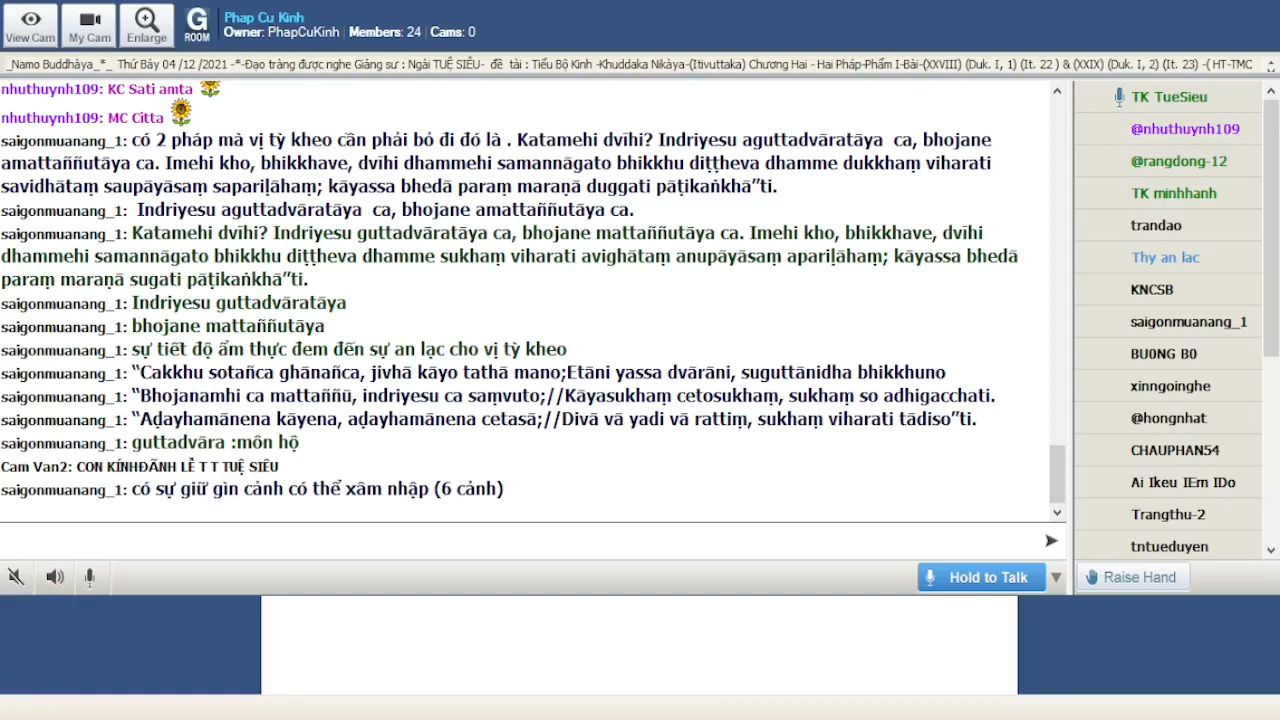 View Cam
My Cam
Enlarge
G
ROOM
Phap Cu Kinh
Owner: PhapCuKinh | Members: 24 | Cams: 0
_Namo Buddhàya_*_ Thứ Bảy 04 /12 /2021 -*-Đạo tràng được nghe Giảng sư : Ngài TUỆ SIÊU- đề tài : Tiểu Bộ Kinh -Khuddaka Nikàya-(Itivuttaka) Chương Hai - Hai Pháp-Phẩm I-Bài-(XXVIII) (Duk. I, 1) (It. 22 ) & (XXIX) (Duk. I, 2) (It. 23) -( HT-TMC
nhuthuynh109: KC Sati amta
nhuthuynh109: MC Citta
saigonmuanang_1: có 2 pháp mà vị tỳ kheo cần phải bỏ đi đó là . Katamehi dvīhi? Indriyesu aguttadvāratāya ca, bhojane
amattaññutāya ca. Imehi kho, bhikkhave, dvīhi dhammehi samannāgato bhikkhu diṭṭheva dhamme dukkhaṃ viharati
savidhātaṃ saupāyāsaṃ sapariḷāhaṃ; kāyassa bhedā paraṃ maraṇā duggati pāṭikaṅkhā”ti.
saigonmuanang_1: Indriyesu aguttadvāratāya ca, bhojane amattaññutāya ca.
saigonmuanang_1: Katamehi dvīhi? Indriyesu guttadvāratāya ca, bhojane mattaññutāya ca. Imehi kho, bhikkhave, dvīhi
dhammehi samannāgato bhikkhu diṭṭheva dhamme sukhaṃ viharati avighātaṃ anupāyāsaṃ apariḷāhaṃ; kāyassa bhedā
paraṃ maraṇā sugati pāṭikaṅkhā”ti.
saigonmuanang_1: Indriyesu guttadvāratāya
saigonmuanang_1: bhojane mattaññutāya
saigonmuanang_1: sự tiết độ ẩm thực đem đến sự an lạc cho vị tỳ kheo
saigonmuanang_1: “Cakkhu sotañca ghānañca, jivhā kāyo tathā mano;Etāni yassa dvārāni, suguttānidha bhikkhuno
saigonmuanang_1: “Bhojanamhi ca mattaññū, indriyesu ca saṃvuto;//Kāyasukhaṃ cetosukhaṃ, sukhaṃ so adhigacchati.
saigonmuanang_1: “Aḍayhamānena kāyena, aḍayhamānena cetasā;//Divā vā yadi vā rattiṃ, sukhaṃ viharati tādiso”ti.
saigonmuanang_1: guttadvāra :môn hộ
Cam Van2: CON KÍNHĐÃNH LỄ T T TUỆ SIÊU
saigonmuanang_1: có sự giữ gìn cảnh có thể xâm nhập (6 cảnh)
Hold to Talk
TK TueSieu
@nhuthuynh109
@rangdong-12
TK minhhanh
trandao
Thy an lac
KNCSB
saigonmuanang_1
BU0NG B0
xinngoinghe
@hongnhat
CHAUPHAN54
Ai Ikeu IEm IDo
Trangthu-2
tntueduyen
Raise Hand